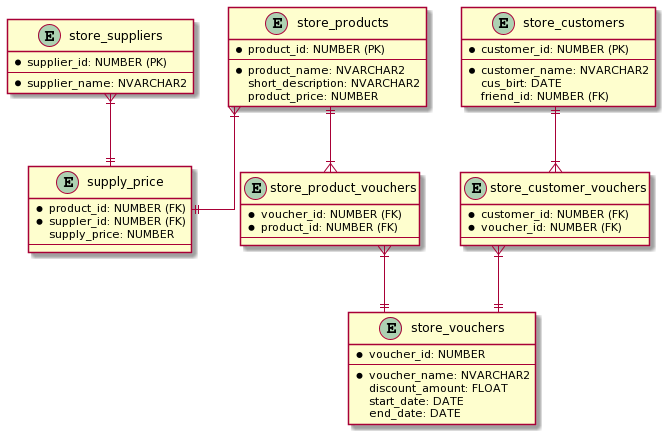 E store_suppliers
supplier_id: NUMBER (PK)
supplier_name: NVARCHAR2
E store_products
product_id: NUMBER (PK)
product_name: NVARCHAR2
short_description: NVARCHAR2
product_price: NUMBER
E store_customers
customer_id: NUMBER (PK)
customer_name: NVARCHAR2
cus_birt: DATE
friend_id: NUMBER (FK)
E supply_price
product_id: NUMBER (FK)
suppler_id: NUMBER (FK)
supply_price: NUMBER
E store_product_vouchers
voucher_id: NUMBER (FK)
product_id: NUMBER (FK)
E store_customer_vouchers
customer_id: NUMBER (FK)
voucher_id: NUMBER (FK)
E store_vouchers
voucher_id: NUMBER
voucher_name: NVARCHAR2
discount_amount: FLOAT
start_date: DATE
end_date: DATE